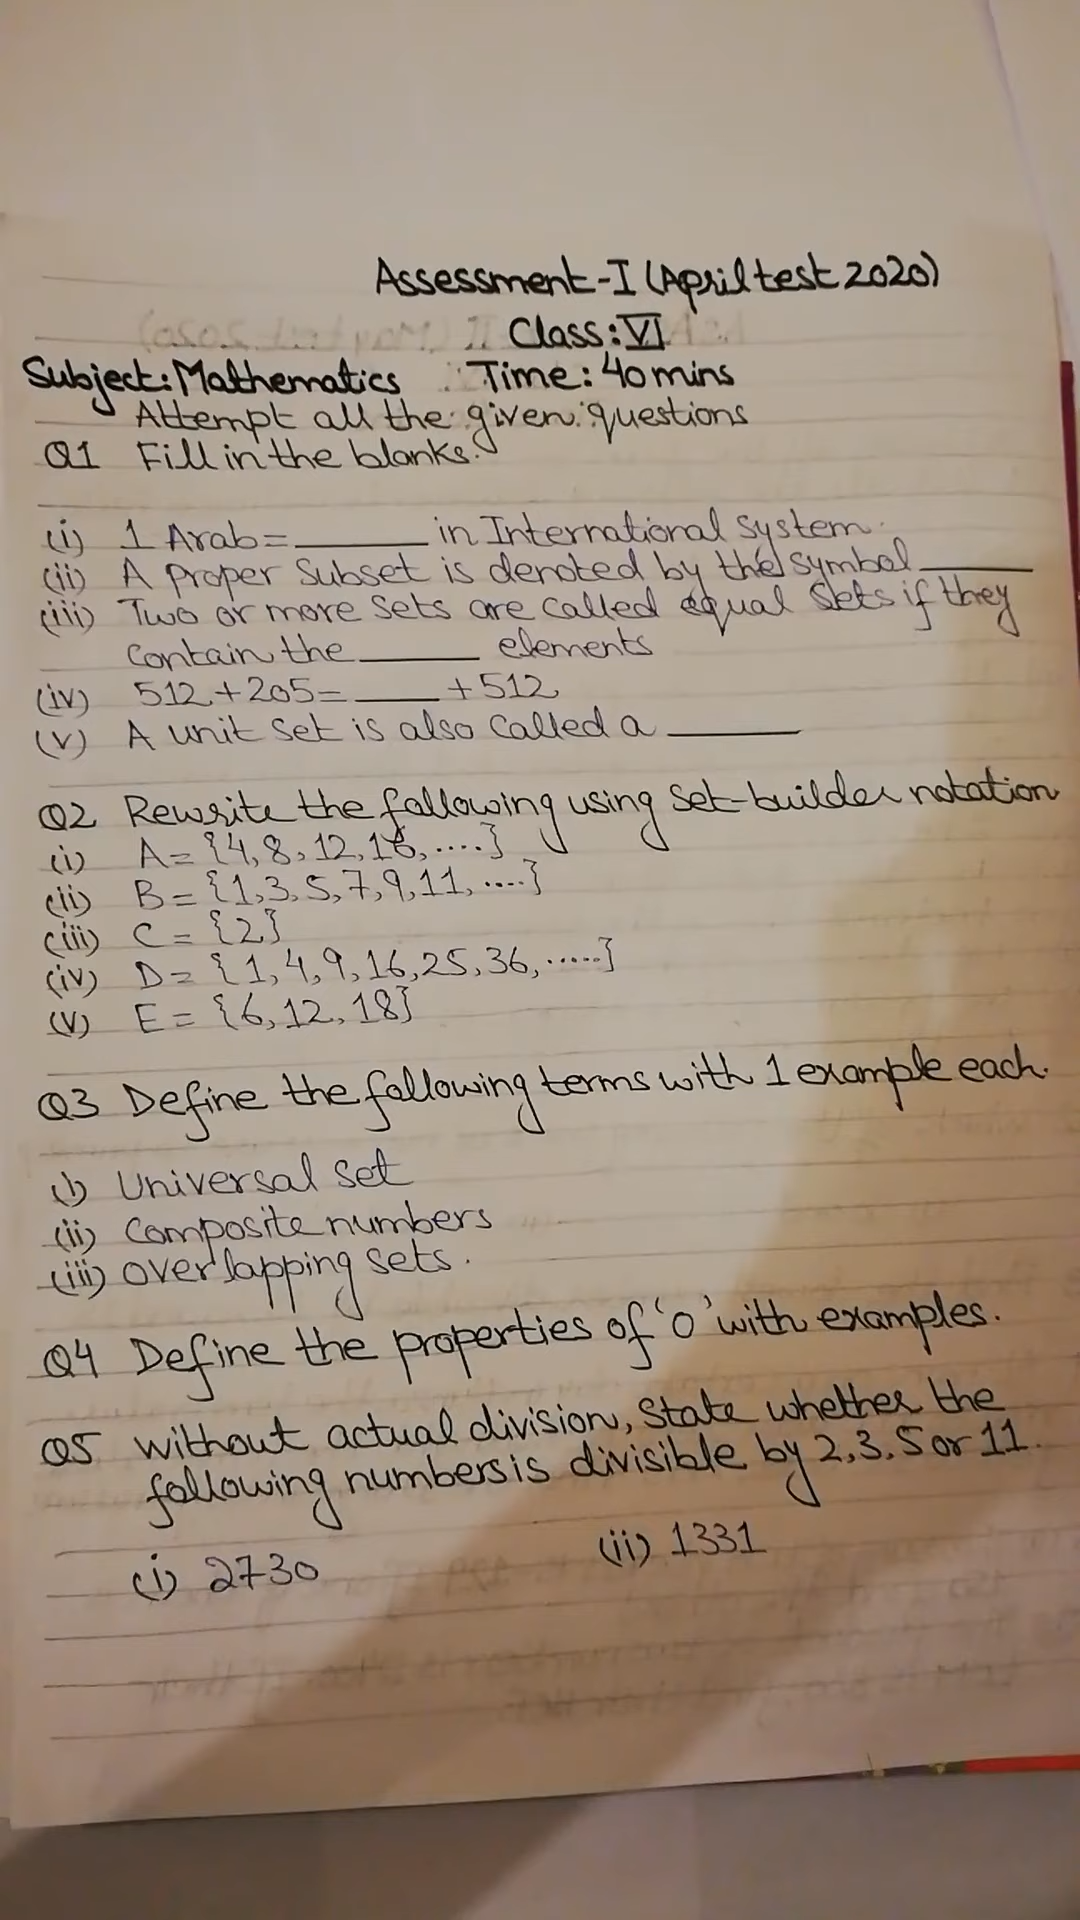 Assessment-I (April test 2020)
Class: VI
Subject: Mathematics Time: 40 mins
Attempt all the given questions
Q1 Fill in the blanks.
(i) 1 Arab = ______ in International System.
(ii) A proper Subset is denoted by the symbol ______
(iii) Two or more sets are called equal Sets if they
contain the ______ elements
(iv) 512 + 205 = ____ + 512
(v) A unit set is also called a ______
Q2 Rewrite the following using set-builder notation
(i) A = {4, 8, 12, 16, ....}
(ii) B = {1, 3, 5, 7, 9, 11, ....}
(iii) C = {2}
(iv) D = {1, 4, 9, 16, 25, 36, .....}
(v) E = {6, 12, 18}
Q3 Define the following terms with 1 example each.
(i) Universal set
(ii) Composite numbers
(iii) overlapping sets.
Q4 Define the properties of 'o' with examples.
Q5 without actual division, State whether the
following numbers is divisible by 2, 3, 5 or 11.
(i) 2730 (ii) 1331